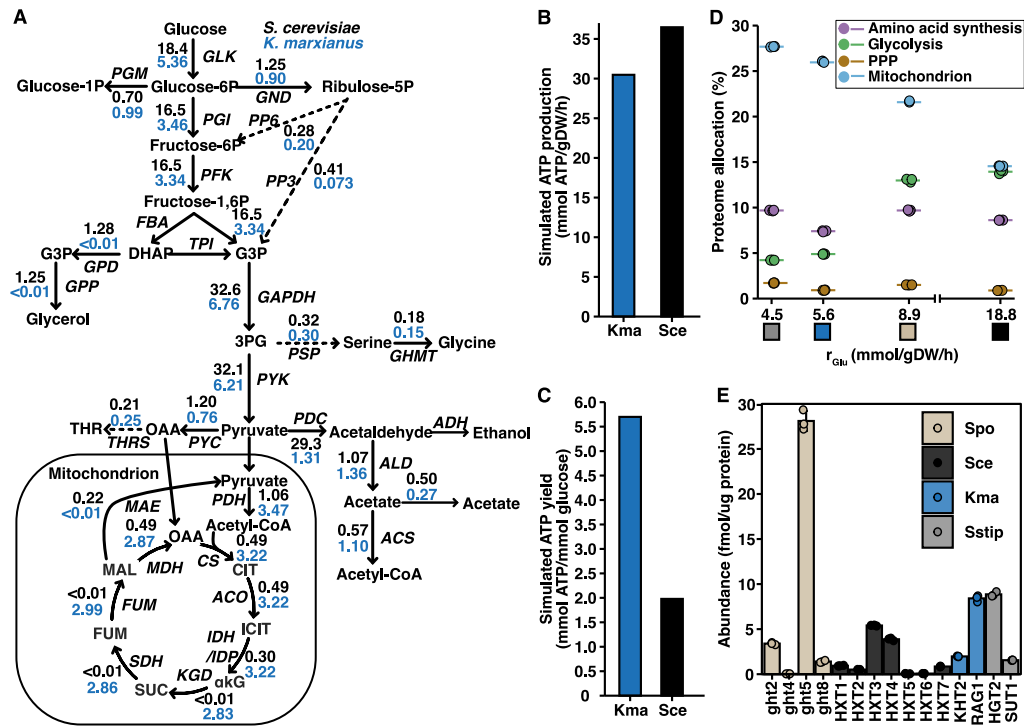 A
Glucose
S. cerevisiae
K. marxianus
18.4
5.36
GLK
PGM
1.25
0.90
Glucose-1P
Glucose-6P
Ribulose-5P
GND
0.70
0.99
16.5
3.46
PGI
PP6
0.28
0.20
Fructose-6P
16.5
3.34
PFK
PP3
0.41
0.073
Fructose-1,6P
FBA
16.5
3.34
1.28
<0.01
TPI
G3P
DHAP
G3P
GPD
1.25
<0.01
GPP
32.6
6.76
GAPDH
Glycerol
0.32
0.30
0.18
0.15
3PG
Serine
Glycine
PSP
GHMT
32.1
6.21
PYK
0.21
0.25
1.20
0.76
PDC
ADH
THR
OAA
Pyruvate
Acetaldehyde
Ethanol
THRS
PYC
29.3
1.31
1.07
1.36
ALD
0.50
0.27
Mitochondrion
Pyruvate
Acetate
Acetate
0.22
<0.01
MAE
PDH
1.06
3.47
0.57
1.10
ACS
0.49
2.87
OAA
Acetyl-CoA
0.49
3.22
Acetyl-CoA
MAL
MDH
CS
CIT
<0.01
2.99
FUM
ACO
0.49
3.22
FUM
ICIT
IDH
/IDP
0.30
3.22
<0.01
2.86
SDH
KGD
SUC
αkG
<0.01
2.83
B
Simulated ATP production
(mmol ATP/gDW/h)
35
30
25
20
15
10
5
0
Kma
Sce
C
Simulated ATP yield
(mmol ATP/mmol glucose)
6.0
5.5
5.0
4.5
4.0
3.5
3.0
2.5
2.0
1.5
1.0
0.5
0.0
Kma
Sce
D
Proteome allocation (%)
30
25
20
15
10
5
0
Amino acid synthesis
Glycolysis
PPP
Mitochondrion
4.5
5.6
8.9
18.8
rGlu (mmol/gDW/h)
E
Abundance (fmol/ug protein)
30
25
20
15
10
5
0
Spo
Sce
Kma
Sstip
ght2
ght4
ght5
ght8
HXT1
HXT2
HXT3
HXT4
HXT5
HXT6
HXT7
KHT2
RAG1
HGT2
SUT1